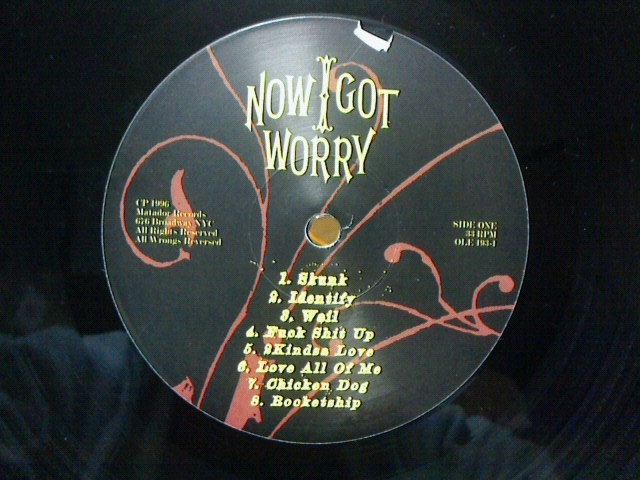 NOW I GOT
WORRY
CP 1996
Matador Records
676 Broadway NYC
All Rights Reserved
All Wrongs Reversed
SIDE ONE
33 RPM
OLE 193-1
1. Skunk
2. Identify
3. Wail
4. Fuck Shit Up
5. 2Kindsa Love
6. Love All Of Me
7. Chicken Dog
8. Rocketship